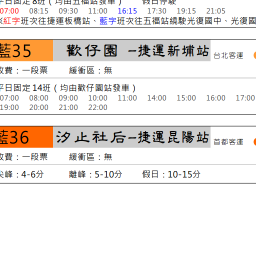 平日固定8班（均由五福站發車） 假日停駛
07:00 08:15 09:30 11:00 16:15 17:30 19:15 21:05
※紅字班次往捷運板橋站、藍字班次往五福站繞駛光復國中、光復國
藍35 歡仔園 ~捷運新埔站 台北客運
收費：一段票 緩衝區：無
平日固定14班（均由歡仔園站發車）
07:00 08:00 09:00 10:00 11:00 14:00 15:00 16:00 17:00
19:00 20:00 21:00 22:00
藍36 汐止社后~捷運昆陽站 首都客運
收費：一段票 緩衝區：無
尖峰：4-6分 離峰：5-10分 假日：10-15分